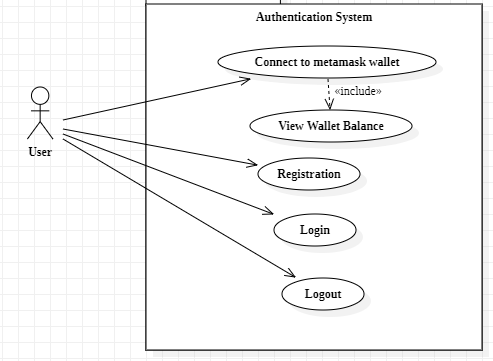 Authentication System
Connect to metamask wallet
«include»
View Wallet Balance
User
Registration
Login
Logout